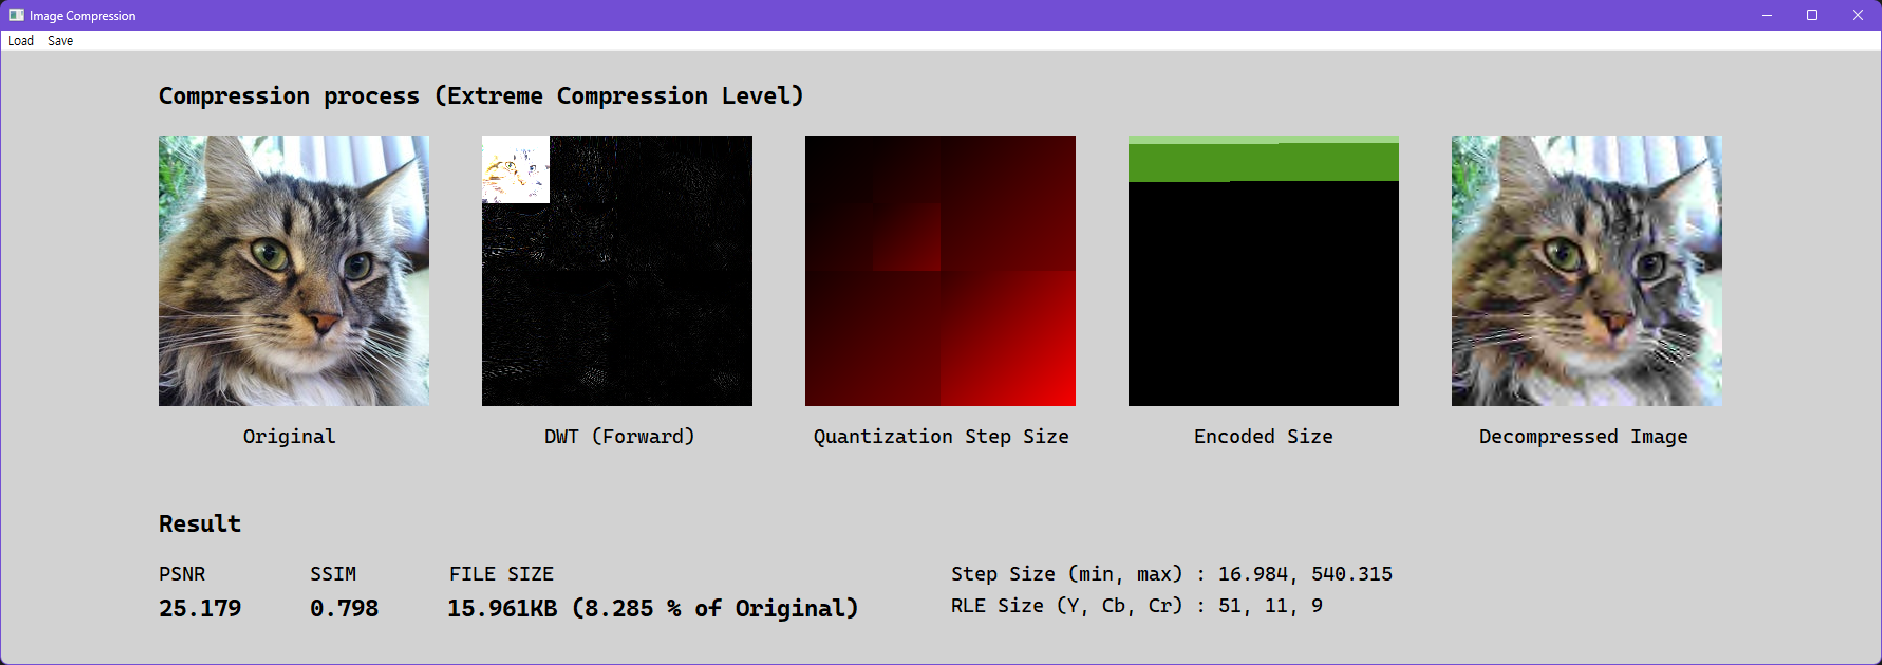 Image Compression
Load Save
Compression process (Extreme Compression Level)
Original DWT (Forward) Quantization Step Size Encoded Size Decompressed Image
Result
PSNR SSIM FILE SIZE Step Size (min, max) : 16.984, 540.315
25.179 0.798 15.961KB (8.285 % of Original) RLE Size (Y, Cb, Cr) : 51, 11, 9